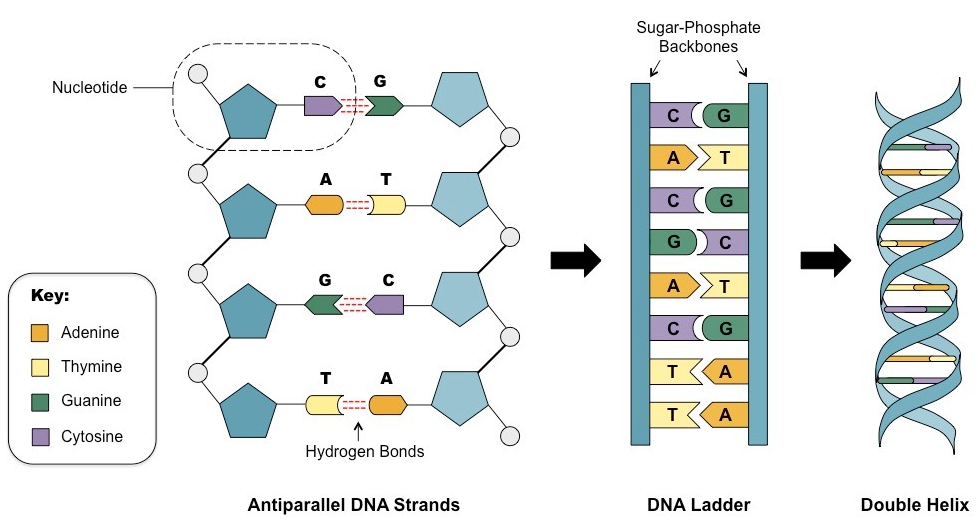 Sugar-Phosphate
Backbones
Nucleotide
C G
A T
G C
T A
Hydrogen Bonds
Key:
Adenine
Thymine
Guanine
Cytosine
C G
A T
C G
G C
A T
C G
T A
T A
Antiparallel DNA Strands
DNA Ladder
Double Helix